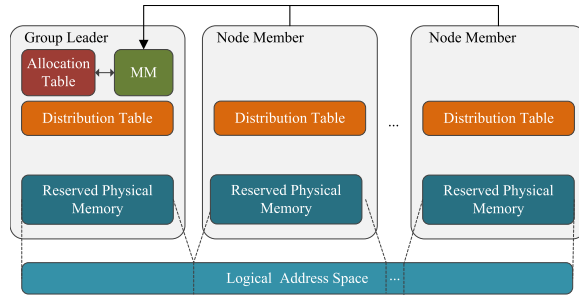 Group Leader
Node Member
Node Member
Allocation
Table
MM
Distribution Table
Distribution Table
...
Distribution Table
Reserved Physical
Memory
Reserved Physical
Memory
Reserved Physical
Memory
Logical Address Space
...